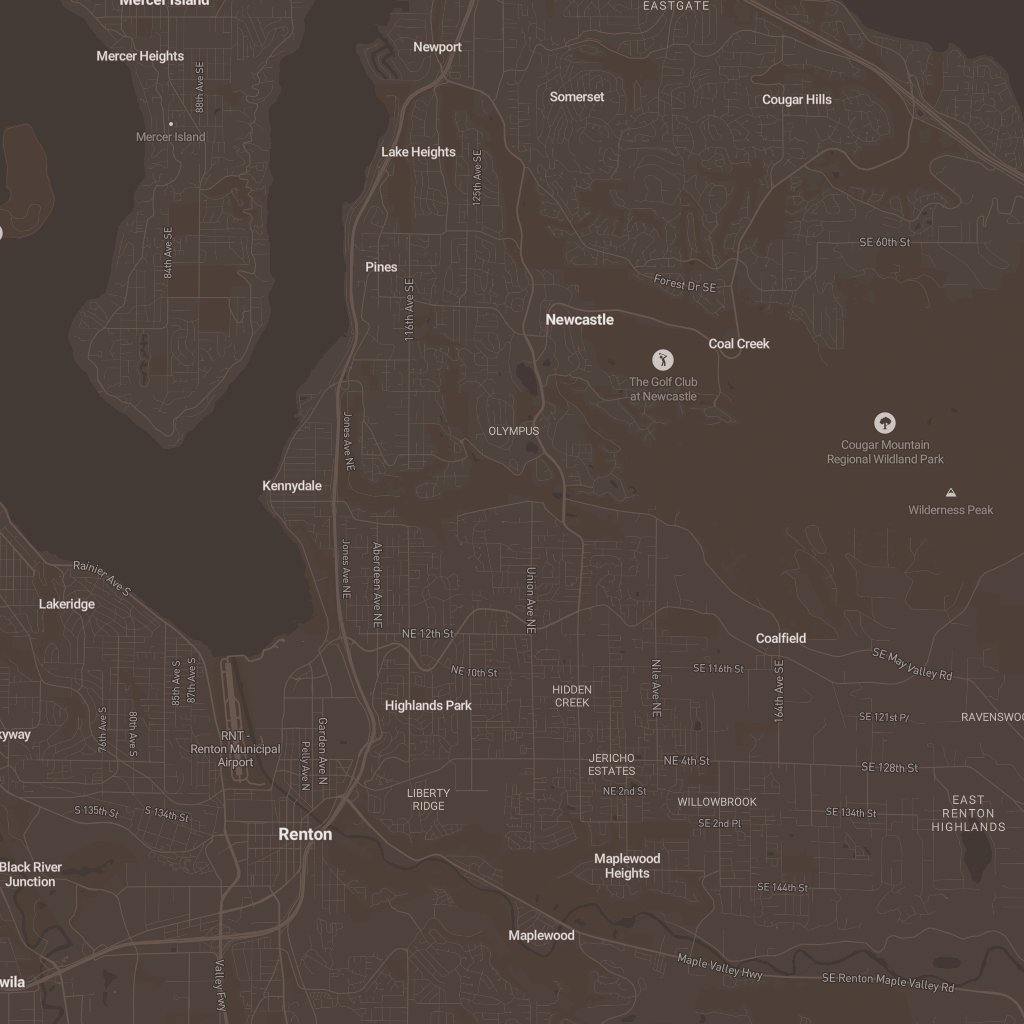 Mercer Island
EASTGATE
Newport
Mercer Heights
88th Ave SE
Somerset
Cougar Hills
Mercer Island
Lake Heights
125th Ave SE
84th Ave SE
SE 60th St
Pines
Forest Dr SE
116th Ave SE
Newcastle
Coal Creek
The Golf Club
at Newcastle
Jones Ave NE
OLYMPUS
Cougar Mountain
Regional Wildland Park
Kennydale
Wilderness Peak
Rainier Ave S
Jones Ave NE
Aberdeen Ave NE
Union Ave NE
Lakeridge
NE 12th St
Coalfield
NE 10th St
SE 116th St
SE May Valley Rd
85th Ave S
87th Ave S
Nile Ave NE
164th Ave SE
HIDDEN
CREEK
Highlands Park
SE 121st Pl
76th Ave S
80th Ave S
RNT -
Renton Municipal
Airport
Garden Ave N
Pelly Ave N
JERICHO
ESTATES
NE 4th St
SE 128th St
NE 2nd St
LIBERTY
RIDGE
WILLOWBROOK
S 135th St
S 134th St
SE 2nd Pl
SE 134th St
EAST
RENTON
HIGHLANDS
Renton
Maplewood
Heights
Black River
Junction
SE 144th St
Maplewood
Maple Valley Hwy
SE Renton Maple Valley Rd
Valley Fwy